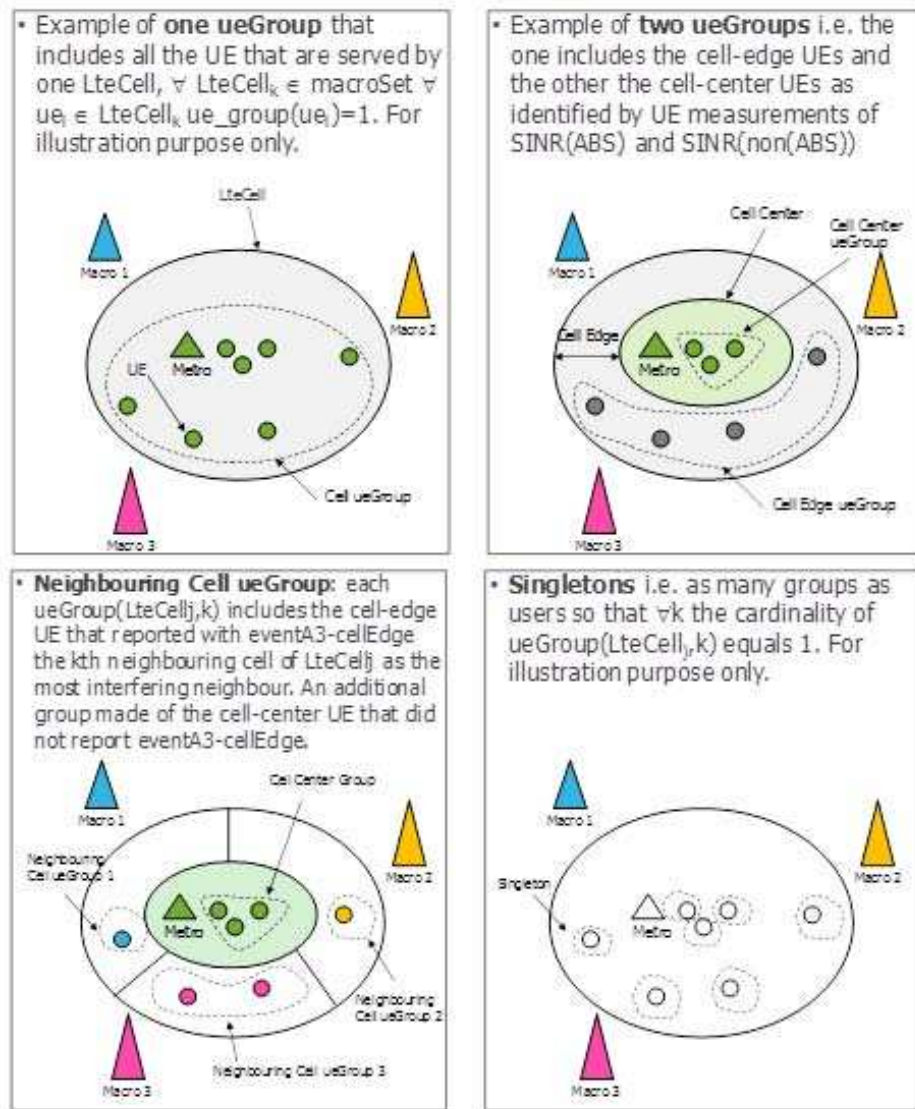 • Example of one ueGroup that
includes all the UE that are served by
one LteCell, ∀ LteCellₖ ∈ macroSet ∀
ueᵢ ∈ LteCellₖ ue_group(ueᵢ)=1. For
illustration purpose only.
LteCell
Macro 1
Macro 2
UE
Metro
Cell ueGroup
Macro 3
• Example of two ueGroups i.e. the
one includes the cell-edge UEs and
the other the cell-center UEs as
identified by UE measurements of
SINR(ABS) and SINR(non(ABS))
Cell Center
Cell Center
ueGroup
Macro 1
Macro 2
Cell Edge
Metro
Cell Edge ueGroup
Macro 3
• Neighbouring Cell ueGroup: each
ueGroup(LteCellj,k) includes the cell-edge
UE that reported with eventA3-cellEdge
the kth neighbouring cell of LteCellj as the
most interfering neighbour. An additional
group made of the cell-center UE that did
not report eventA3-cellEdge.
Cell Center Group
Macro 1
Macro 2
Neighbouring
Cell ueGroup 1
Metro
Neighbouring
Cell ueGroup 2
Neighbouring Cell ueGroup 3
Macro 3
• Singletons i.e. as many groups as
users so that ∀k the cardinality of
ueGroup(LteCellⱼ,k) equals 1. For
illustration purpose only.
Macro 1
Macro 2
Singleton
Metro
Macro 3